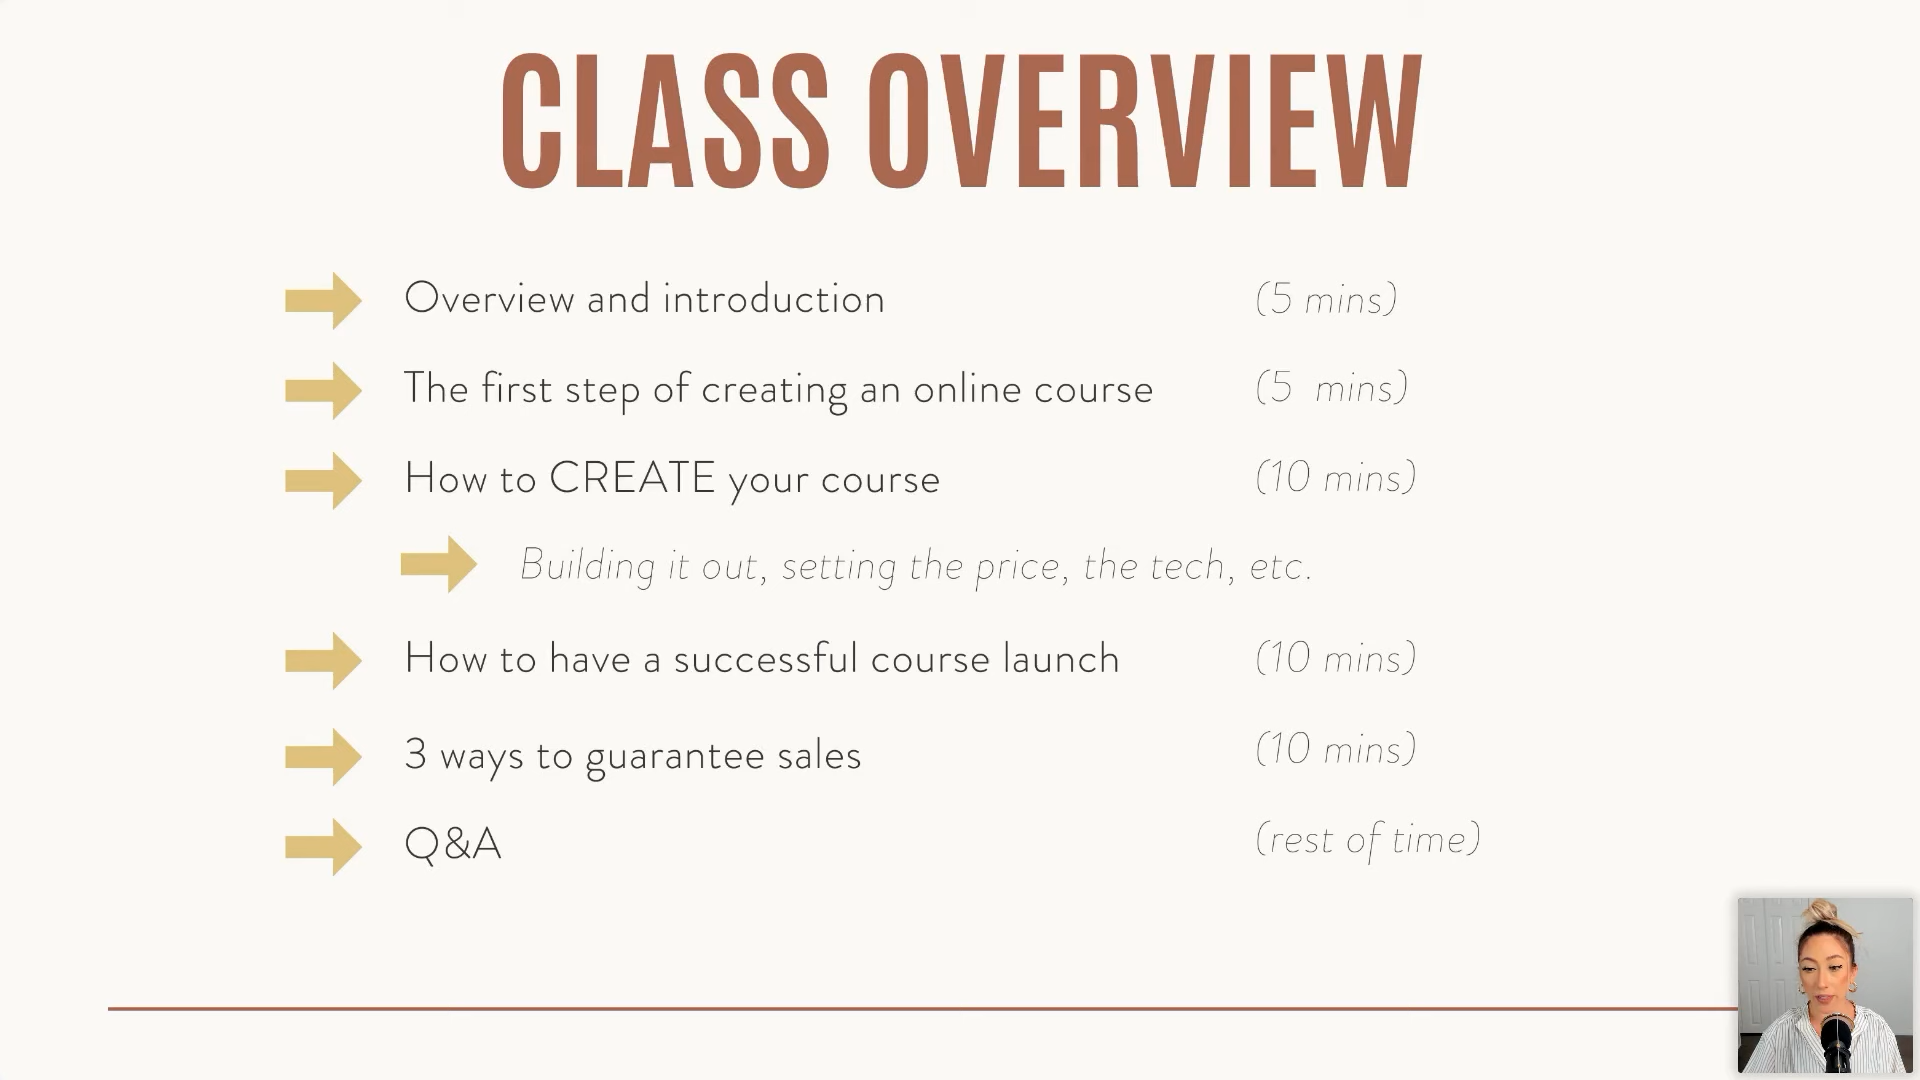 CLASS OVERVIEW
Overview and introduction (5 mins)
The first step of creating an online course (5 mins)
How to CREATE your course (10 mins)
Building it out, setting the price, the tech, etc.
How to have a successful course launch (10 mins)
3 ways to guarantee sales (10 mins)
Q&A (rest of time)